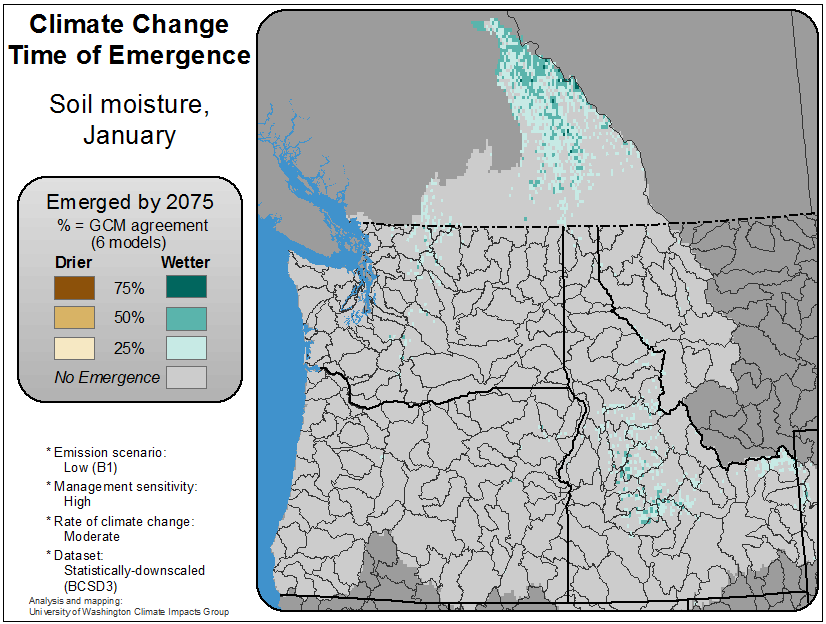 Climate Change
Time of Emergence
Soil moisture,
January
Emerged by 2075
% = GCM agreement
(6 models)
Drier Wetter
75%
50%
25%
No Emergence
* Emission scenario:
Low (B1)
* Management sensitivity:
High
* Rate of climate change:
Moderate
* Dataset:
Statistically-downscaled
(BCSD3)
Analysis and mapping:
University of Washington Climate Impacts Group